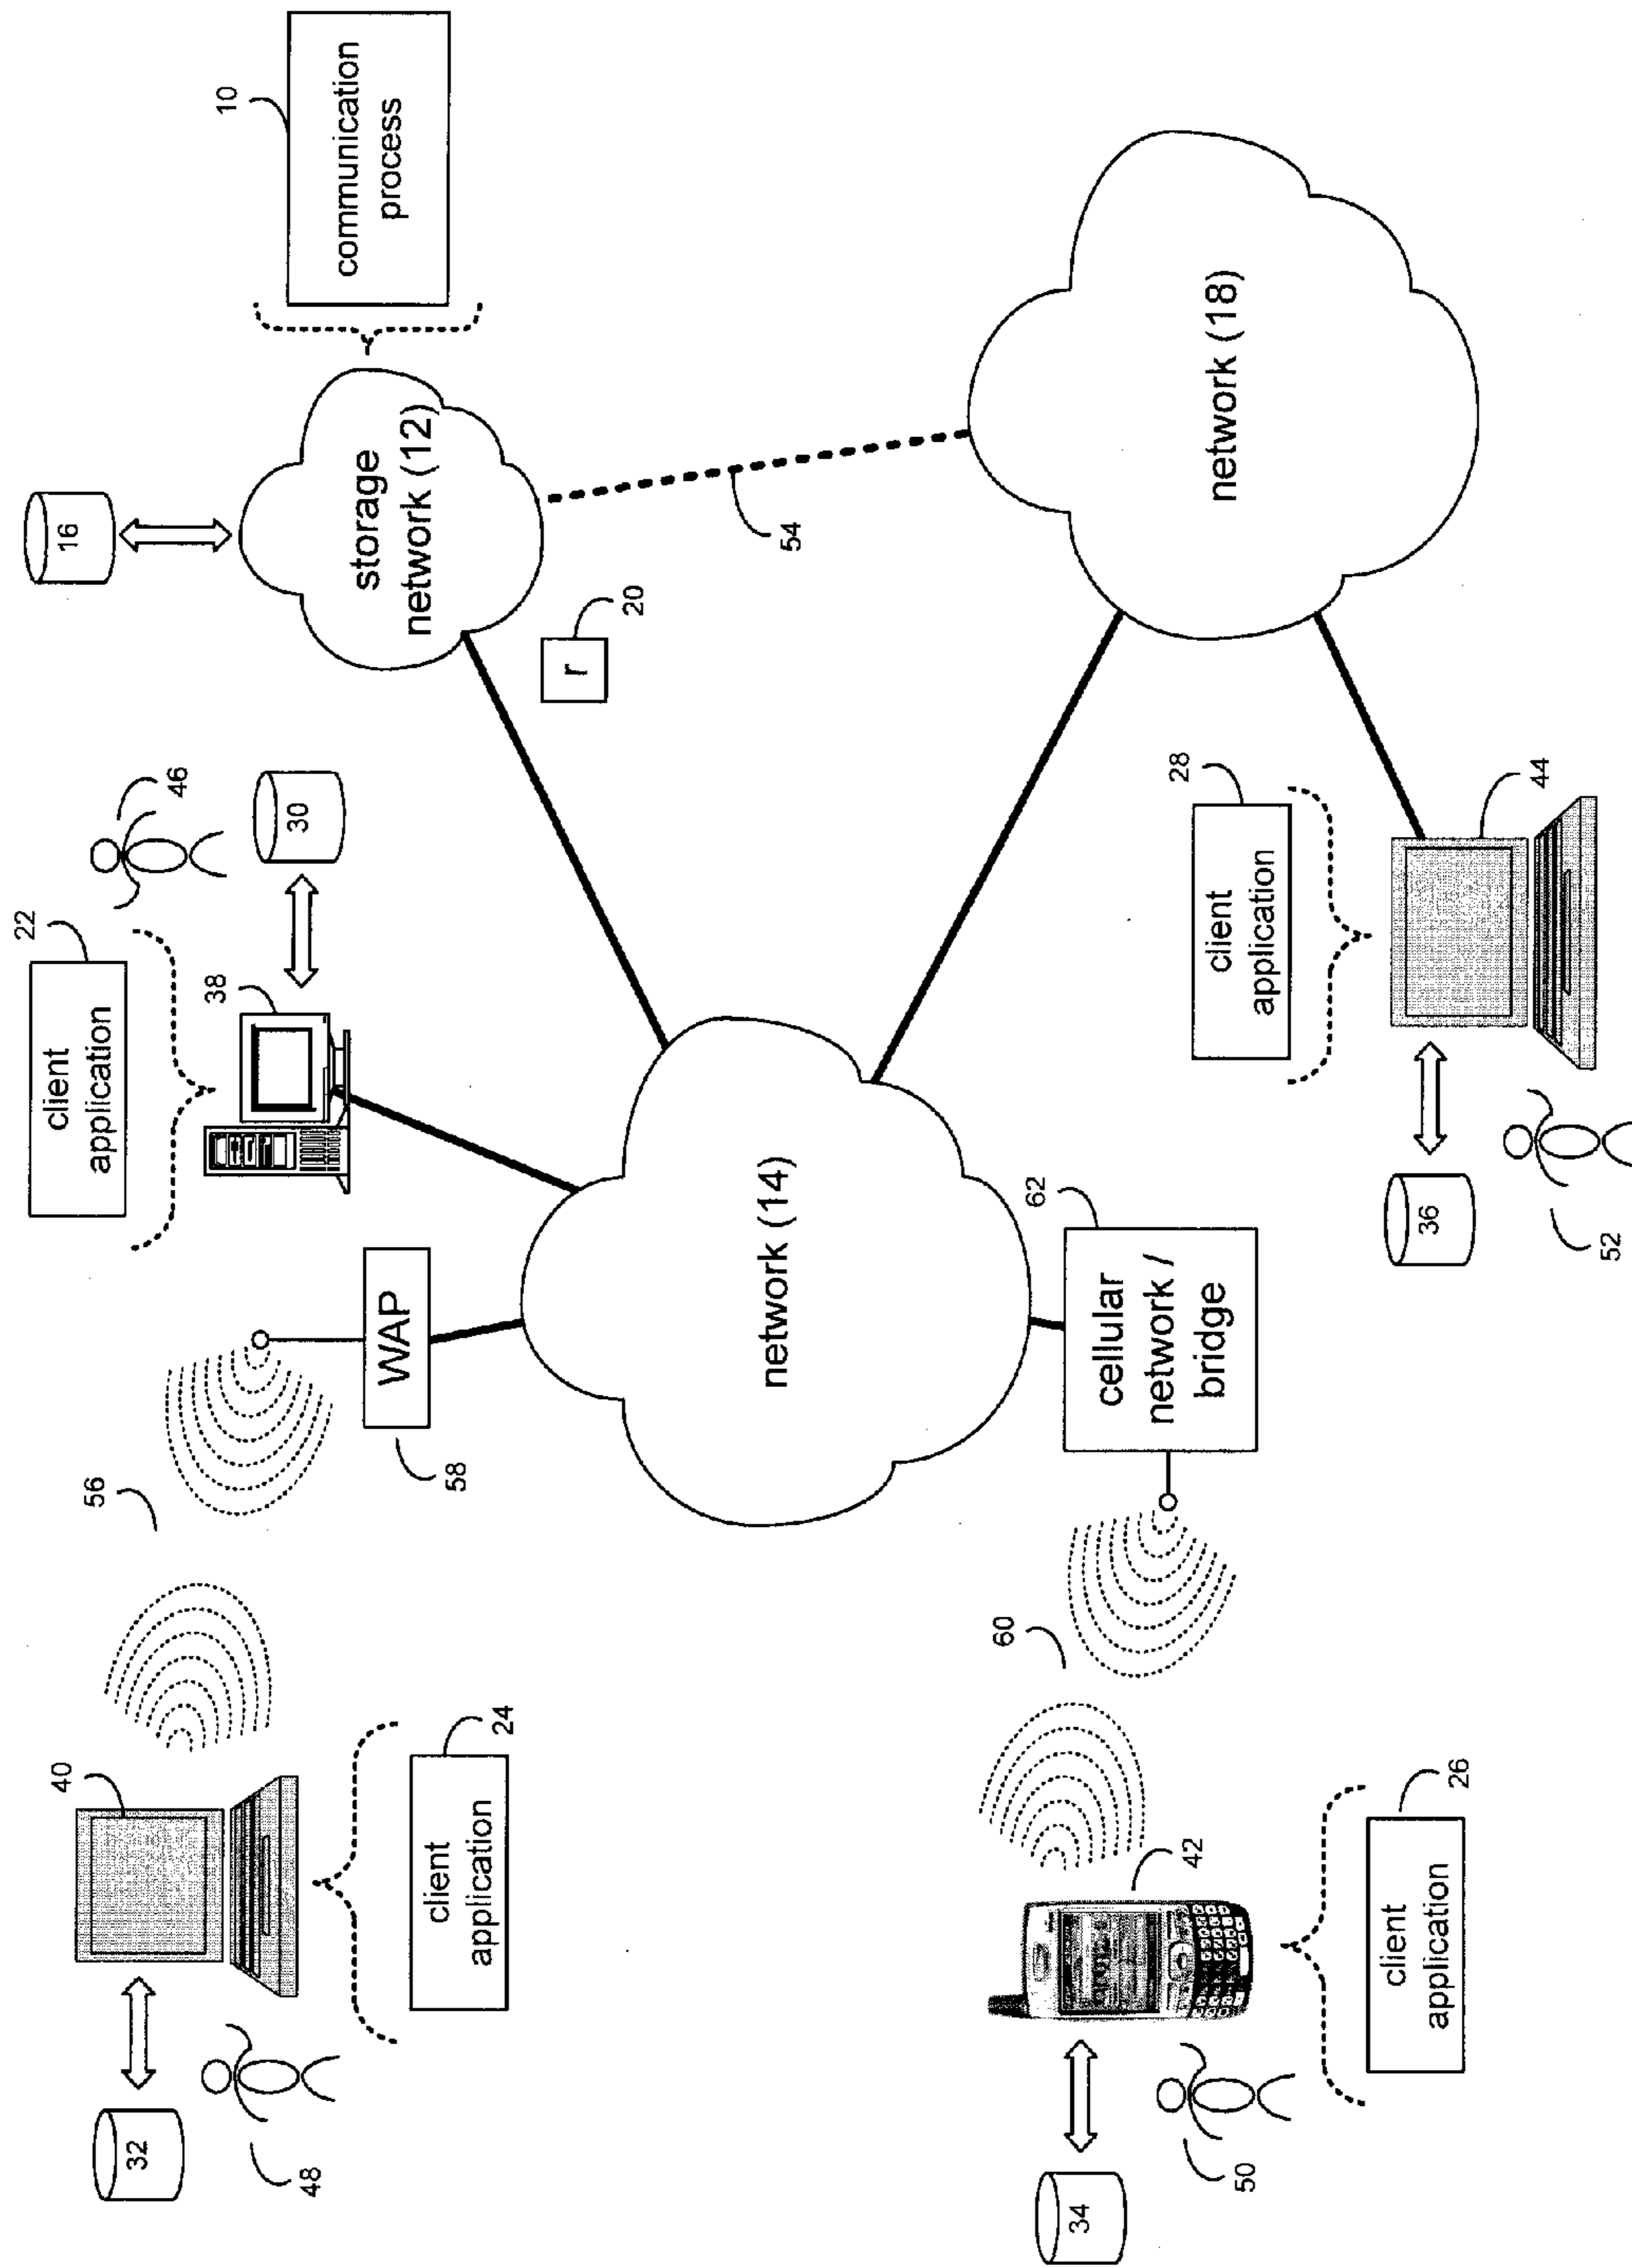 22
client
application
16
56
40
32
46
38
30
10
communication
process
48
storage
network (12)
WAP
58
24
client
application
r
20
network (14)
54
60
62
cellular
network /
bridge
34
42
50
28
client
application
network (18)
26
client
application
36
44
52